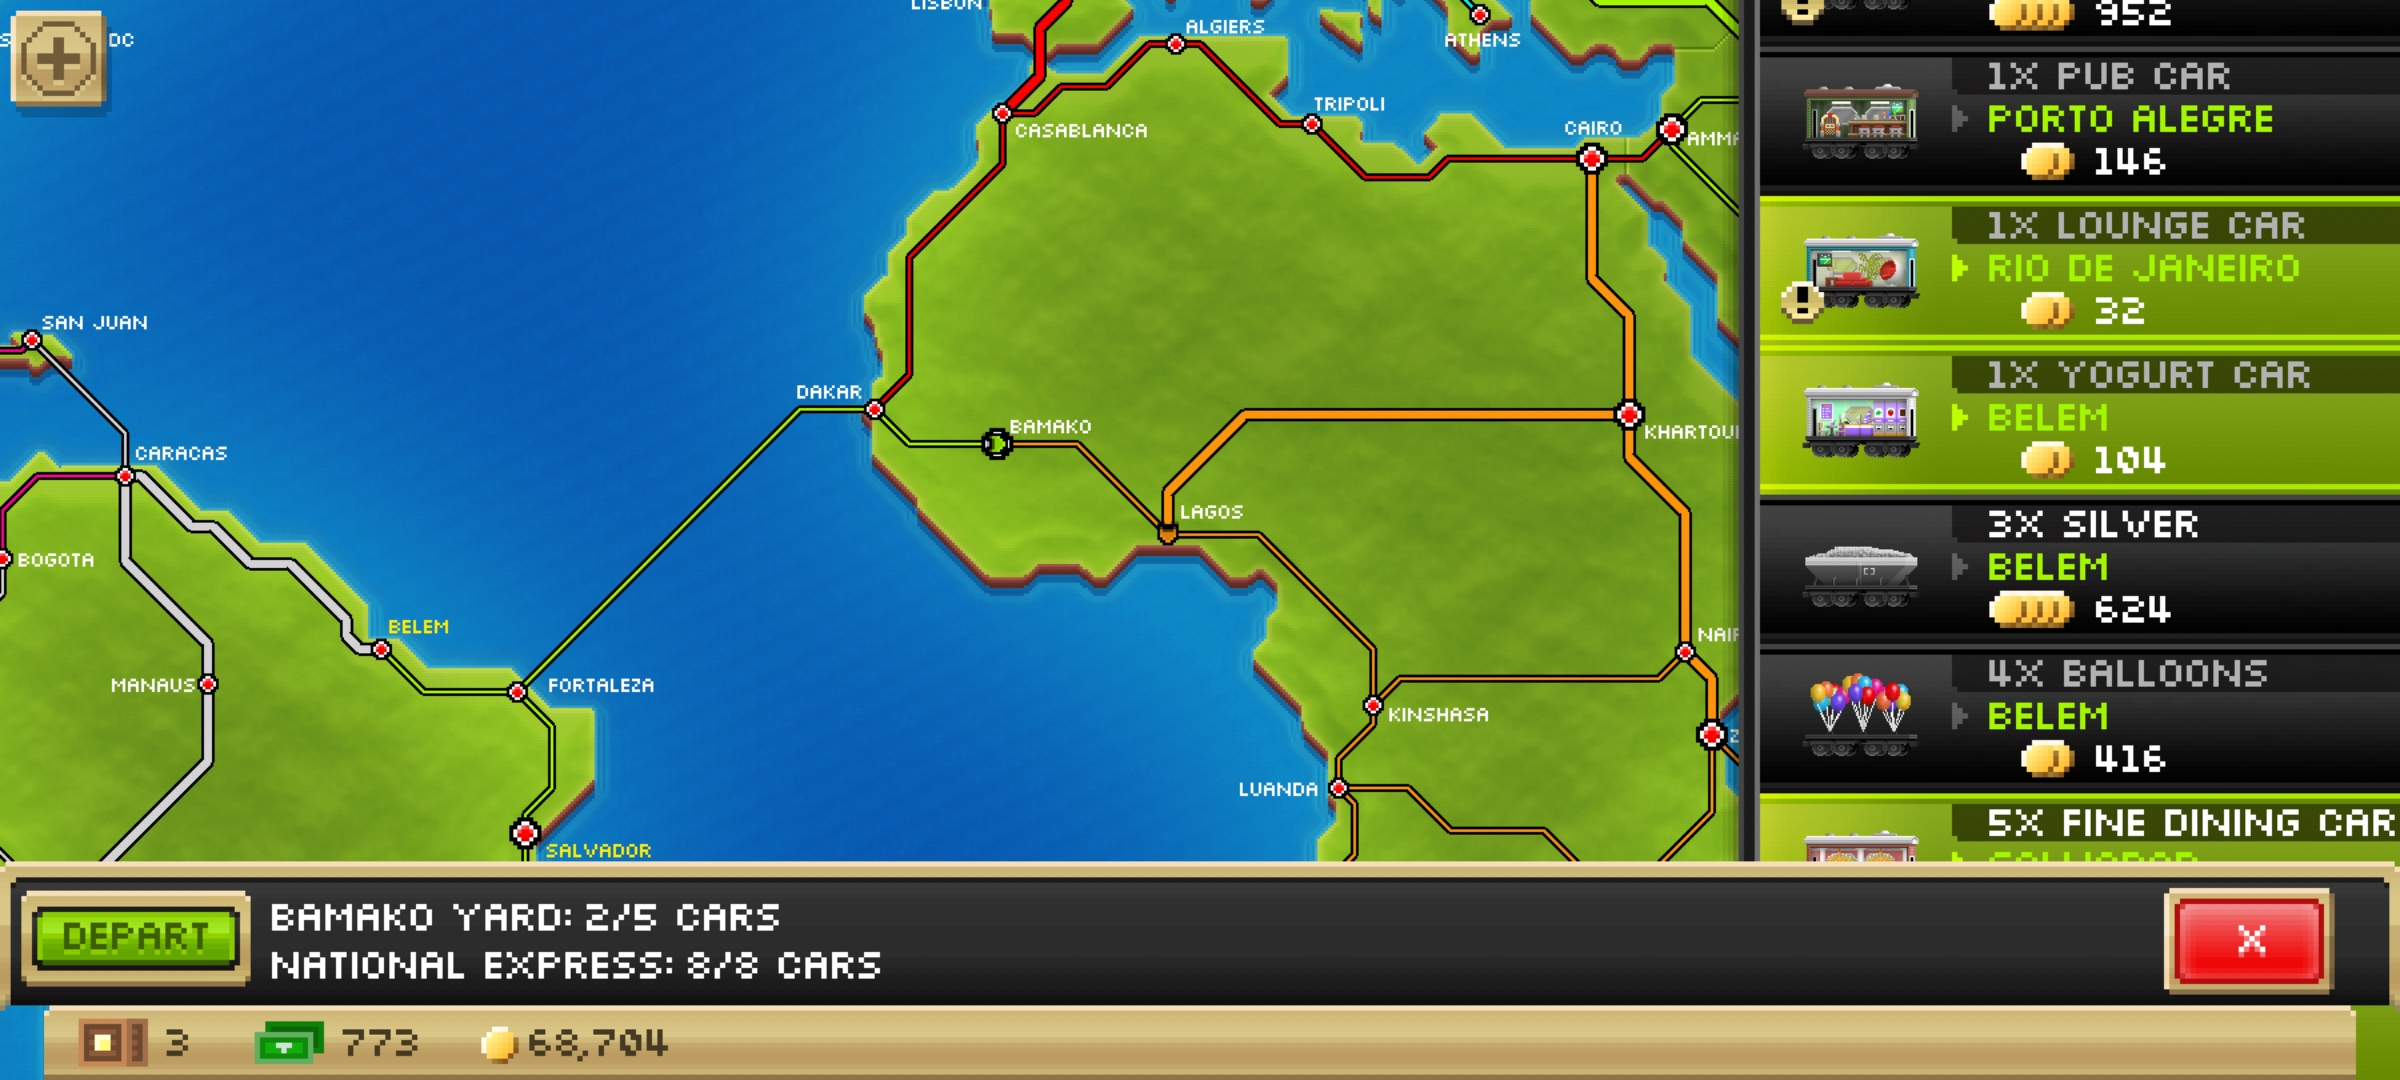 LISBON
DC
ALGIERS
ATHENS
TRIPOLI
CASABLANCA
CAIRO
SAN JUAN
DAKAR
BAMAKO
CARACAS
LAGOS
BOGOTA
BELEM
MANAUS
FORTALEZA
KINSHASA
LUANDA
SALVADOR
952
1X PUB CAR
PORTO ALEGRE
146
1X LOUNGE CAR
RIO DE JANEIRO
32
1X YOGURT CAR
BELEM
104
3X SILVER
BELEM
624
4X BALLOONS
BELEM
416
5X FINE DINING CAR
DEPART
BAMAKO YARD: 2/5 CARS
NATIONAL EXPRESS: 8/8 CARS
X
3
773
68,704